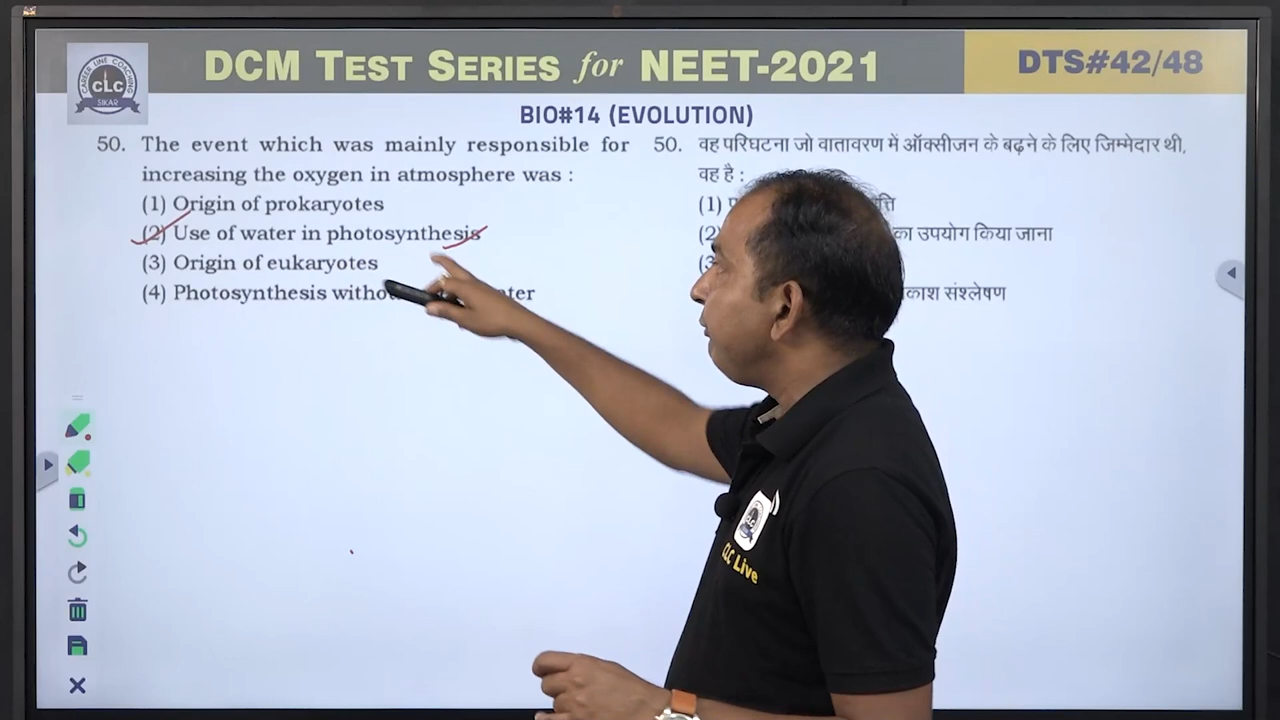 DCM TEST SERIES for NEET-2021
DTS#42/48
CAREER LINE COACHING
CLC
SIKAR
BIO#14 (EVOLUTION)
50. The event which was mainly responsible for
increasing the oxygen in atmosphere was :
(1) Origin of prokaryotes
(2) Use of water in photosynthesis
(3) Origin of eukaryotes
(4) Photosynthesis
50. वह परिघटना जो वातावरण में ऑक्सीजन के बढ़ने के लिए जिम्मेदार थी,
वह है :
(1)
(2) का उपयोग किया जाना
(3)
संश्लेषण
CLC Live